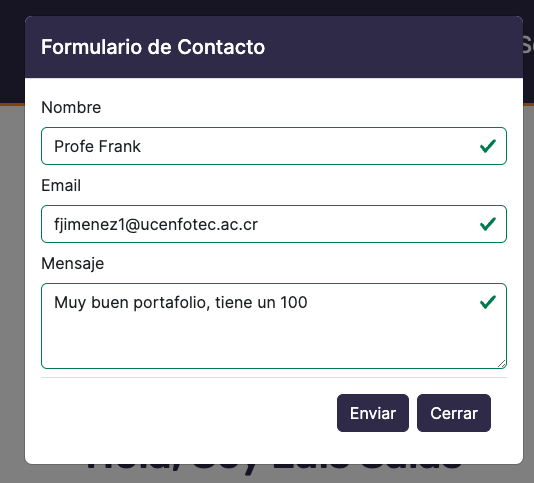 Formulario de Contacto
Nombre
Profe Frank
Email
fjimenez1@ucenfotec.ac.cr
Mensaje
Muy buen portafolio, tiene un 100
Enviar Cerrar